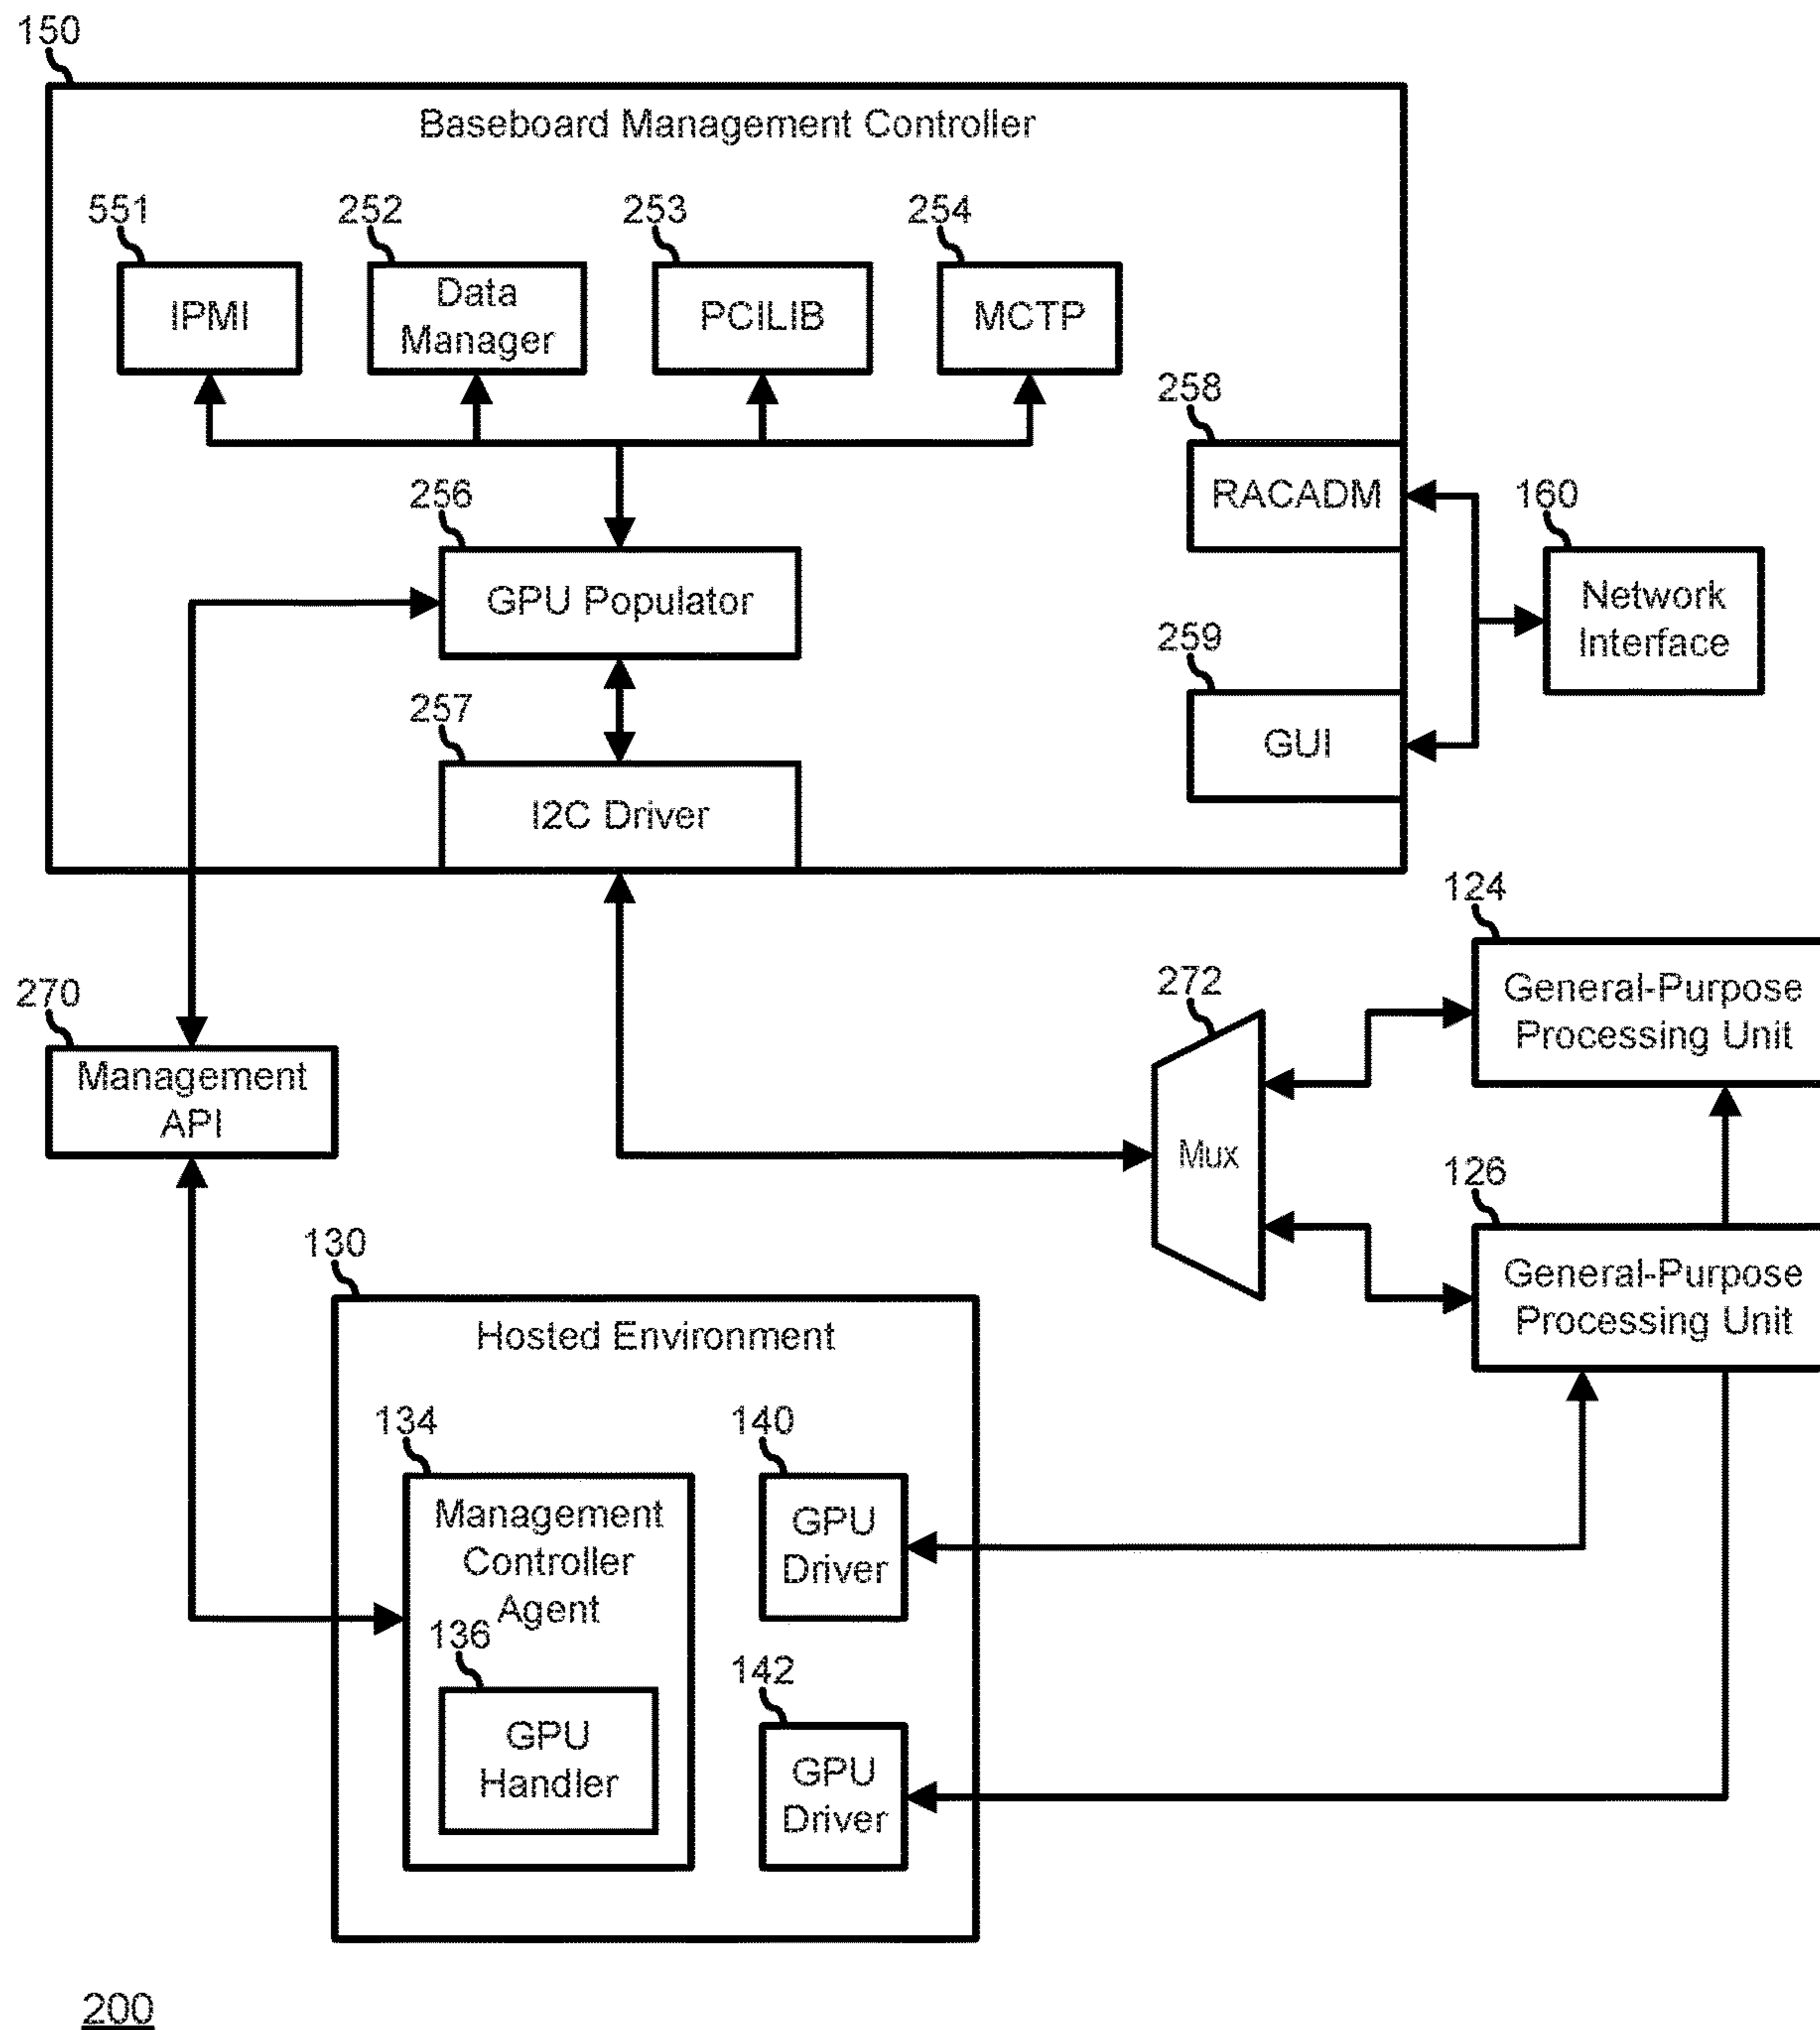 150
Baseboard Management Controller
551
252
253
254
IPMI
Data
Manager
PCILIB
MCTP
258
RACADM
256
160
GPU Populator
Network
Interface
259
GUI
257
I2C Driver
124
General-Purpose
Processing Unit
270
272
Management
API
Mux
126
General-Purpose
Processing Unit
130
Hosted Environment
134
Management
Controller
Agent
140
GPU
Driver
136
GPU
Handler
142
GPU
Driver
200